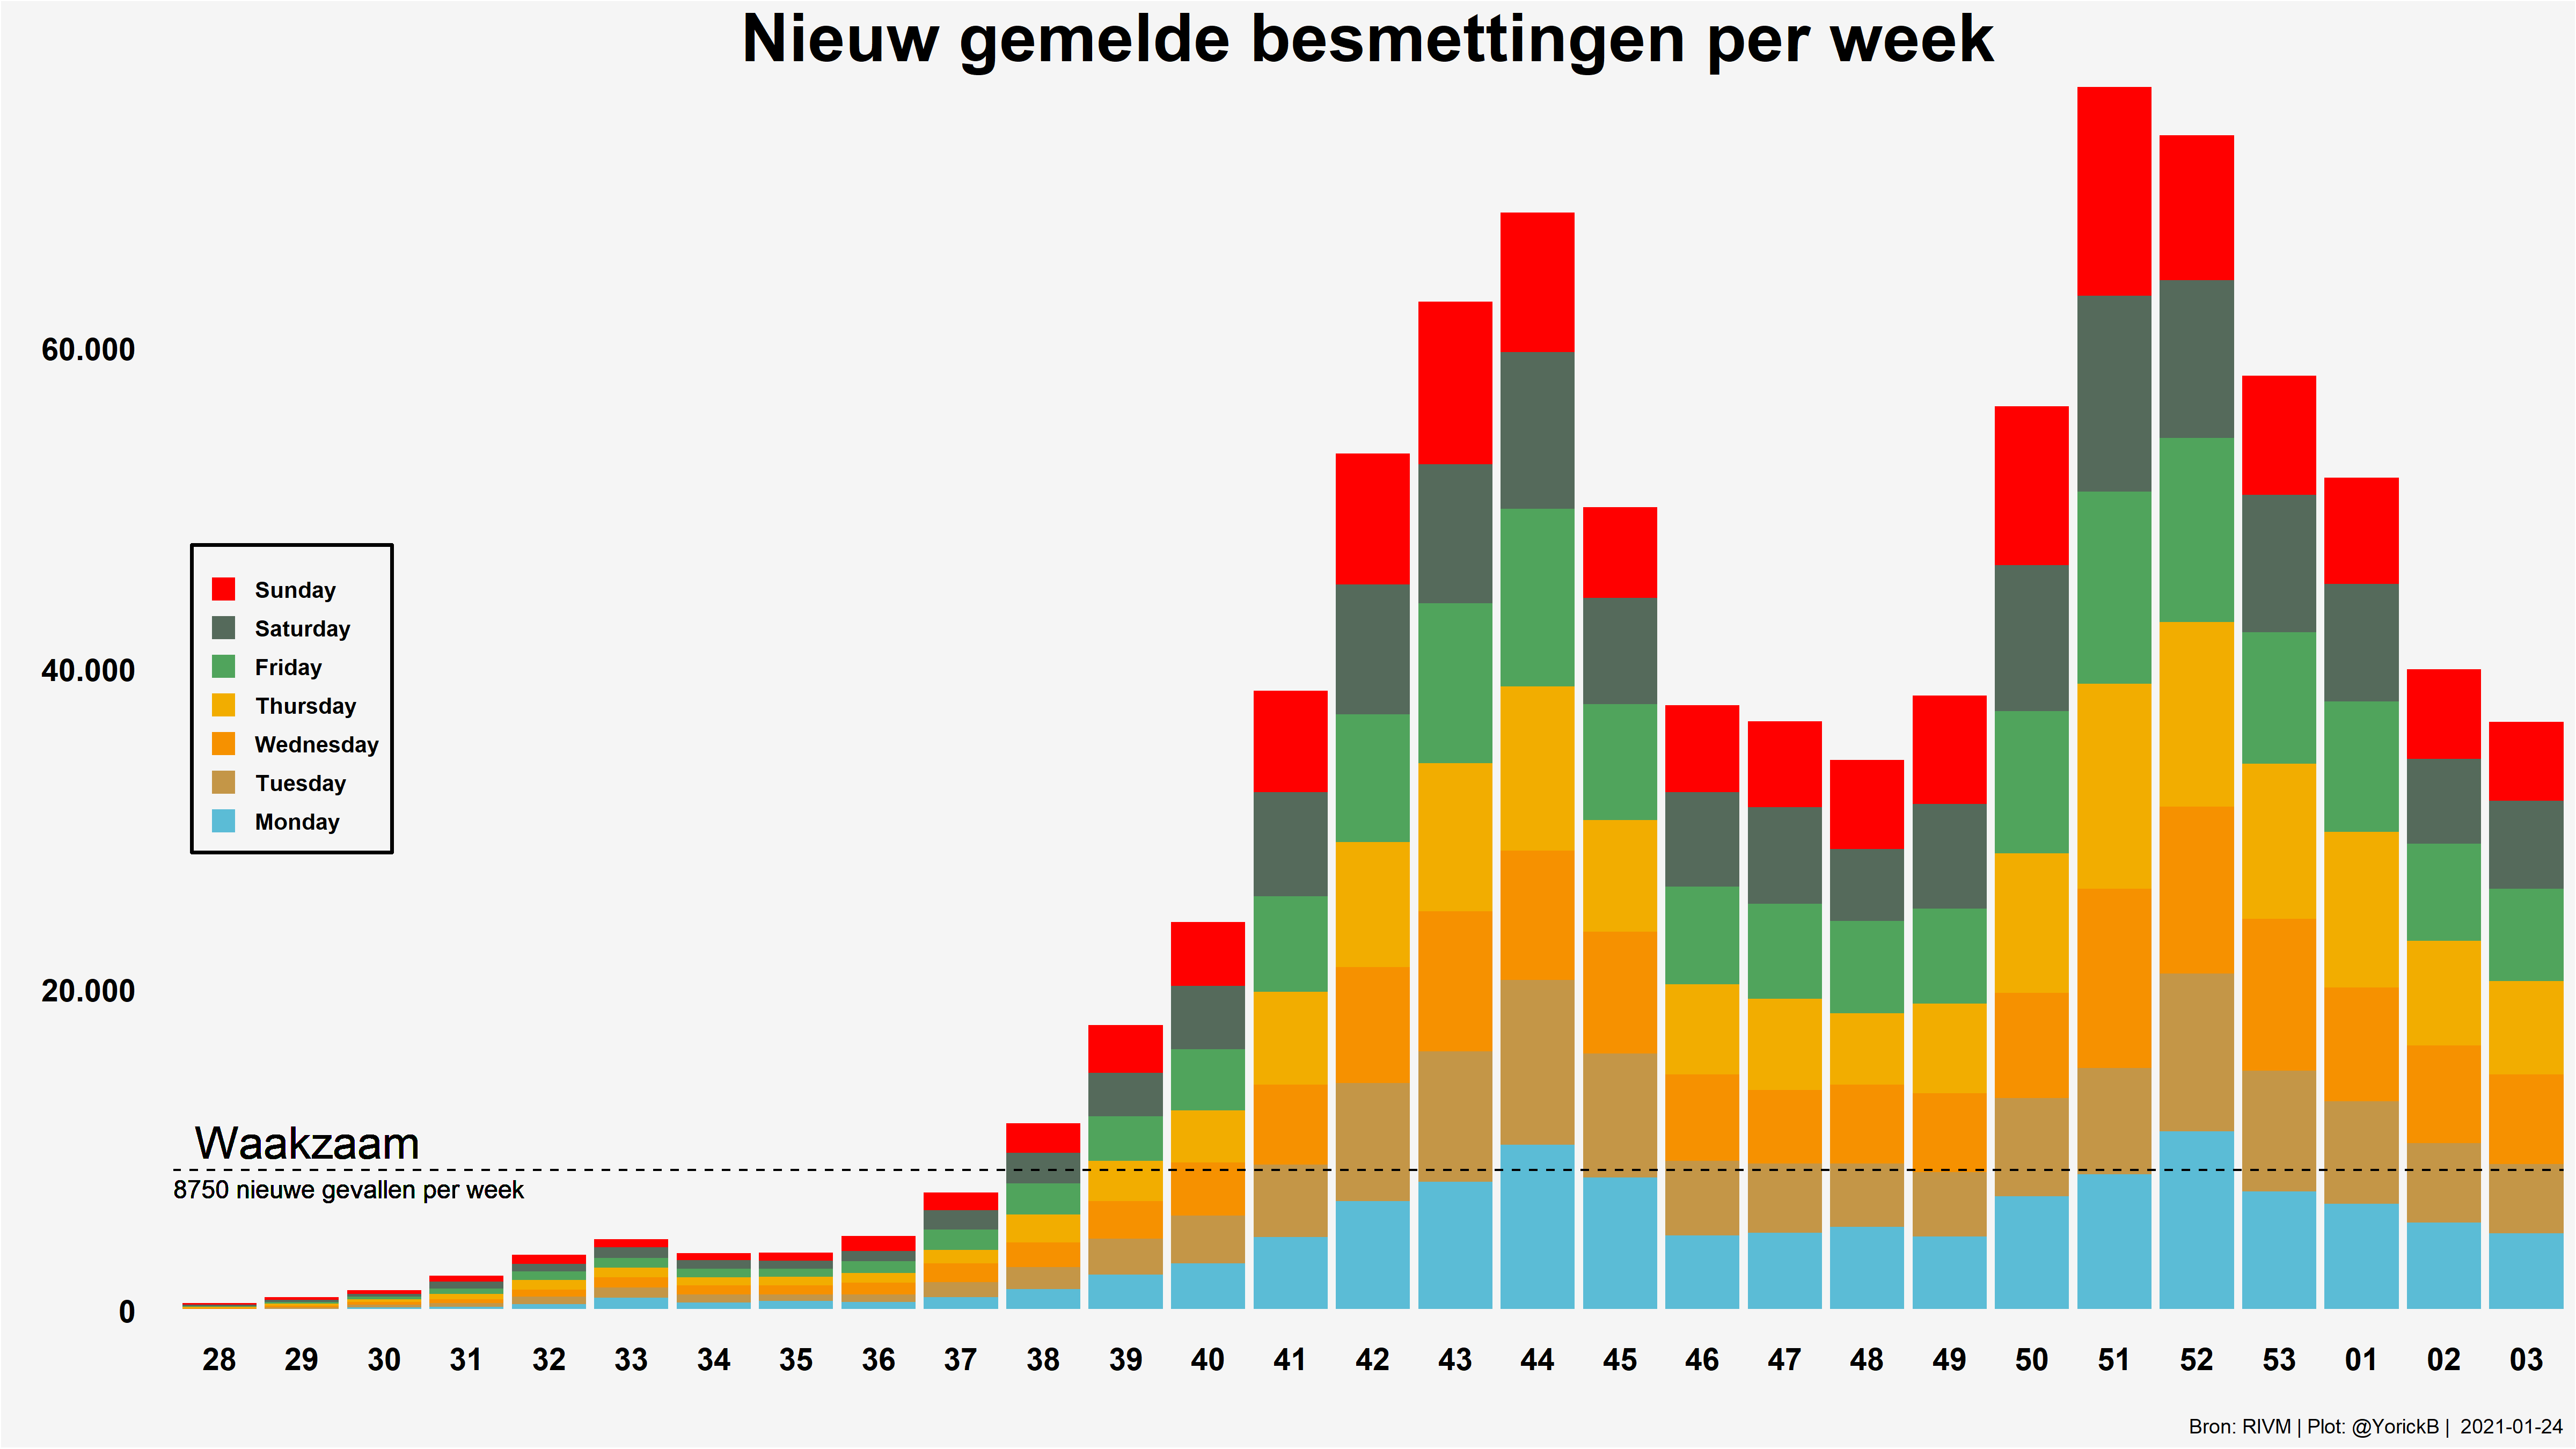 Nieuw gemelde besmettingen per week
60.000
40.000
20.000
0
Sunday
Saturday
Friday
Thursday
Wednesday
Tuesday
Monday
Waakzaam
8750 nieuwe gevallen per week
28 29 30 31 32 33 34 35 36 37 38 39 40 41 42 43 44 45 46 47 48 49 50 51 52 53 01 02 03
Bron: RIVM | Plot: @YorickB | 2021-01-24